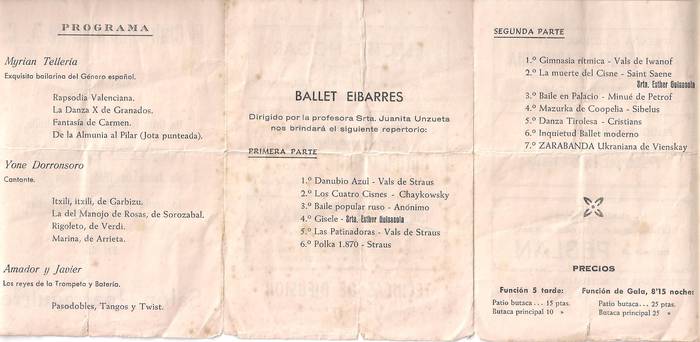 PROGRAMA
Myrian Tellería
Exquisita bailarina del Género español.
Rapsodia Valenciana.
La Danza X de Granados.
Fantasía de Carmen.
De la Almunia al Pilar (Jota punteada).
Yone Dorronsoro
Cantante.
Itxili, itxili, de Garbizu.
La del Manojo de Rosas, de Sorozabal.
Rigoleto, de Verdi.
Marina, de Arrieta.
Amador y Javier
Los reyes de la Trompeta y Batería.
Pasodobles, Tangos y Twist.
BALLET EIBARRES
Dirigido por la profesora Srta. Juanita Unzueta
nos brindará el siguiente repertorio:
PRIMERA PARTE
1.º Danubio Azul - Vals de Straus
2.º Los Cuatro Cisnes - Chaykowsky
3.º Baile popular ruso - Anónimo
4.º Gisele - Srta. Esther Guisasola
5.º Las Patinadoras - Vals de Straus
6.º Polka 1.870 - Straus
SEGUNDA PARTE
1.º Gimnasia rítmica - Vals de Iwanof
2.º La muerte del Cisne - Saint Saene
Srta. Esther Guisasola
3.º Baile en Palacio - Minué de Petrof
4.º Mazurka de Coopelia - Sibelus
5.º Danza Tirolesa - Cristians
6.º Inquietud Ballet moderno
7.º ZARABANDA Ukraniana de Vienskay
PRECIOS
Función 5 tarde:
Patio butaca... 15 ptas.
Butaca principal 10 »
Función de Gala, 8'15 noche:
Patio butaca... 25 ptas.
Butaca principal 25 »